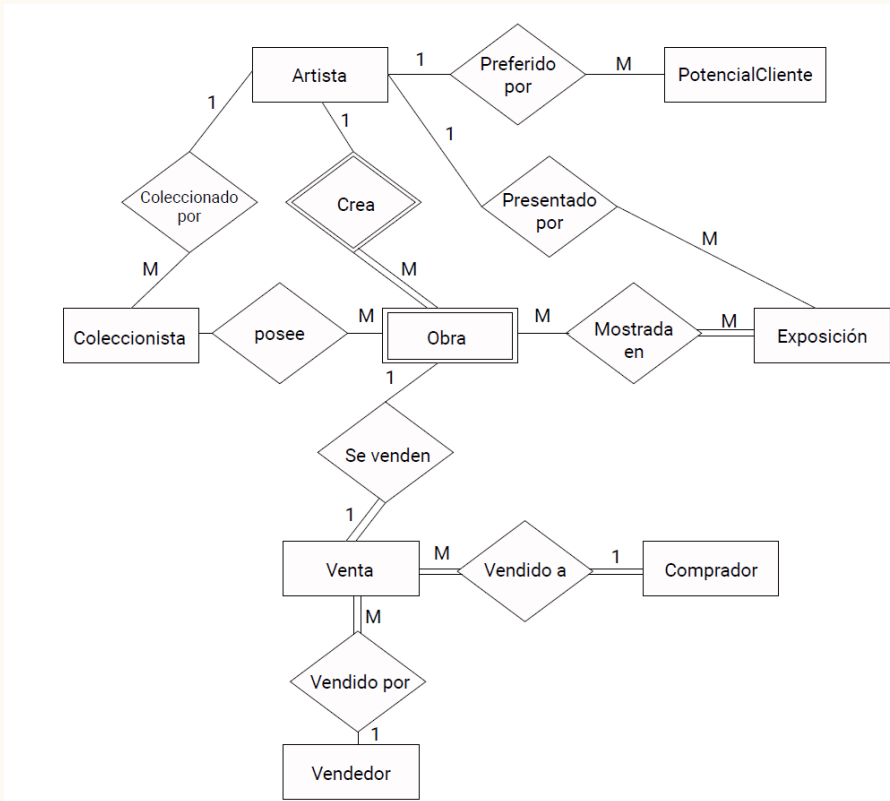 Artista
1
Preferido
por
M
PotencialCliente
1
1
1
Coleccionado
por
Crea
Presentado
por
M
M
M
Coleccionista
posee
M
Obra
M
Mostrada
en
M
Exposición
1
Se venden
1
Venta
M
Vendido a
1
Comprador
M
Vendido por
1
Vendedor